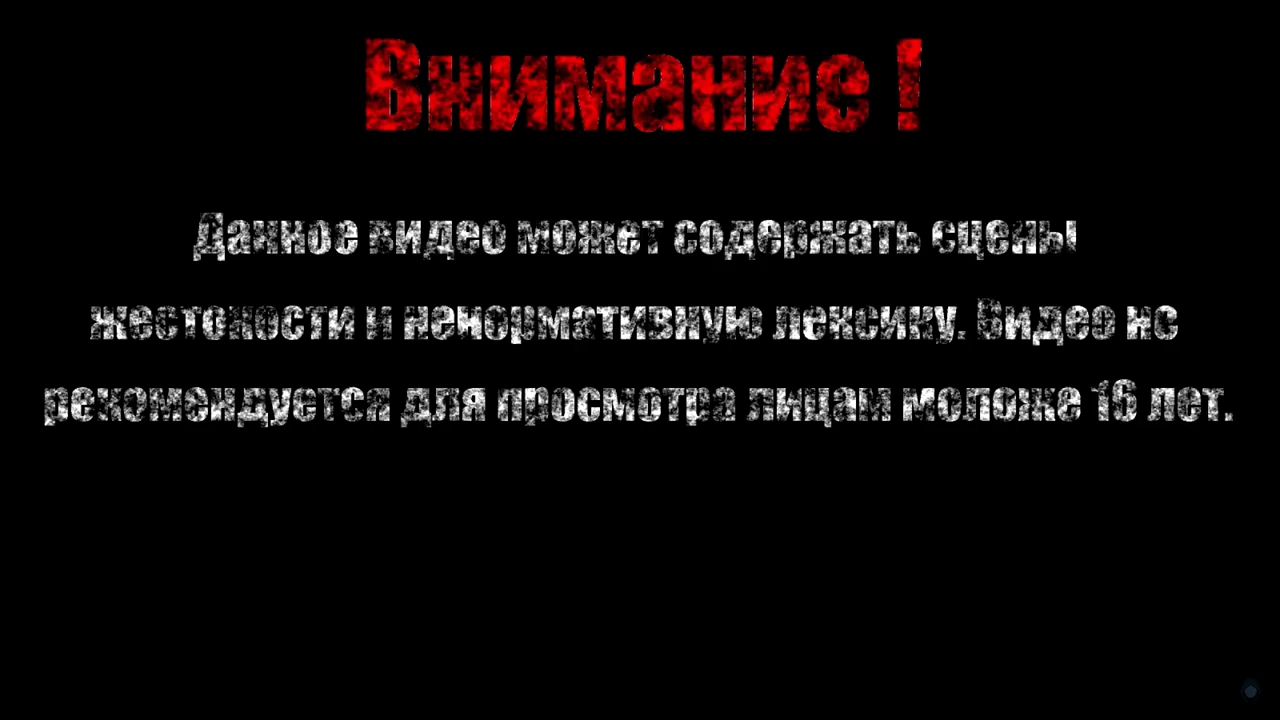 Внимание !
Данное видео может содержать сцены
жестокости и ненормативную лексику. Видео не
рекомендуется для просмотра лицам моложе 16 лет.